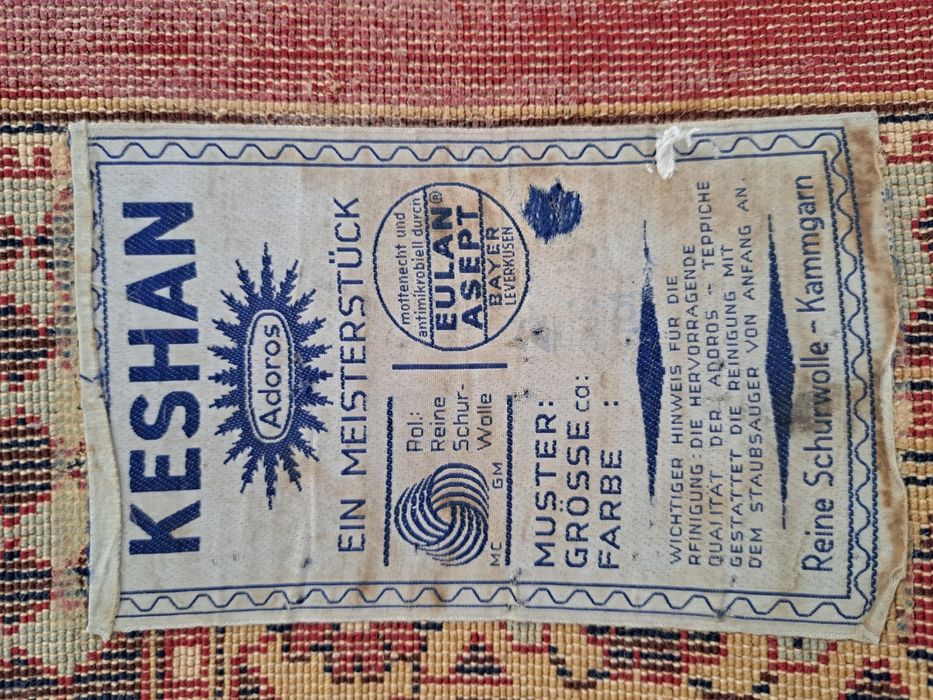 KESHAN
Adoros
EIN MEISTERSTÜCK
Pol.:
Reine
Schur-
Wolle
MC GM
mottenecht und
antimikrobiell durch
EULAN®
ASEPT
BAYER
LEVERKUSEN
MUSTER:
GRÖSSE ca:
FARBE :
WICHTIGER HINWEIS FÜR DIE
REINIGUNG: DIE HERVORRAGENDE
QUALITÄT DER ADOROS - TEPPICHE
GESTATTET DIE REINIGUNG MIT
DEM STAUBSAUGER VON ANFANG AN.
Reine Schurwolle - Kammgarn